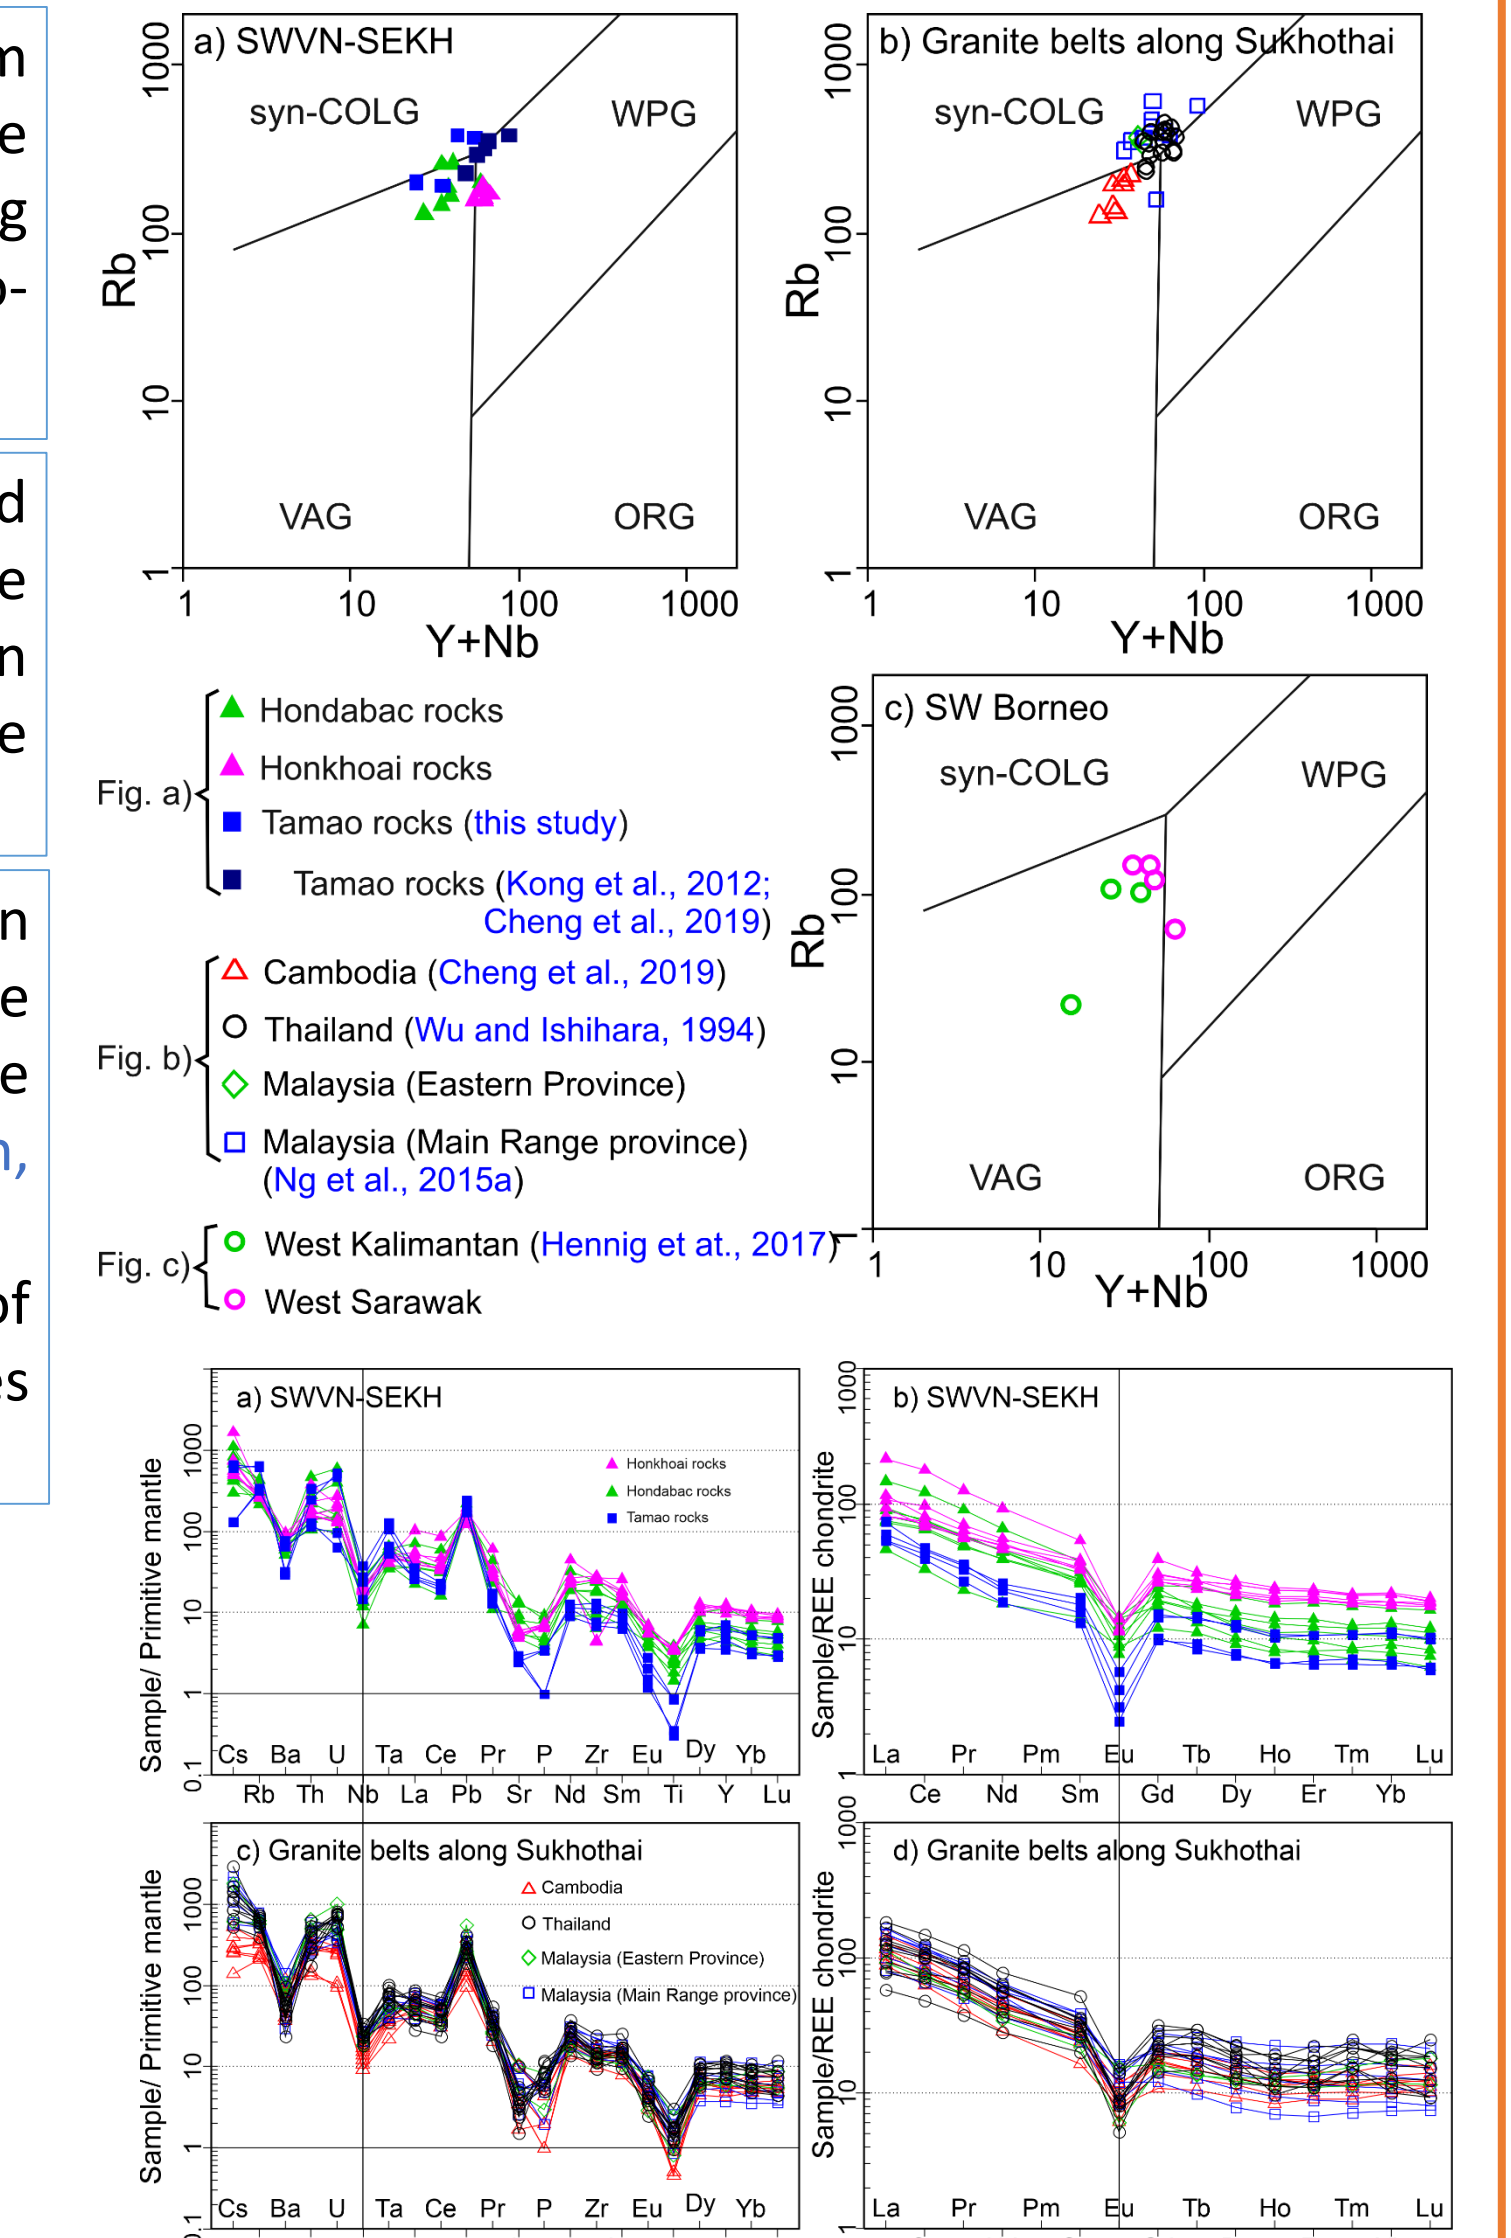 m
e
g
o-
d
e
n
e
n
e
e
n,
of
es
a) SWVN-SEKH
syn-COLG
WPG
VAG
ORG
1000
100
10
1
Rb
1
10
100
1000
Y+Nb
b) Granite belts along Sukhothai
syn-COLG
WPG
VAG
ORG
1000
100
10
1
Rb
1
10
100
1000
Y+Nb
Fig. a)
Hondabac rocks
Honkhoai rocks
Tamao rocks (this study)
Tamao rocks (Kong et al., 2012;
Cheng et al., 2019)
Fig. b)
Cambodia (Cheng et al., 2019)
Thailand (Wu and Ishihara, 1994)
Malaysia (Eastern Province)
Malaysia (Main Range province)
(Ng et al., 2015a)
Fig. c)
West Kalimantan (Hennig et at., 2017)
West Sarawak
c) SW Borneo
syn-COLG
WPG
VAG
ORG
1000
100
10
1
Rb
1
10
100
1000
Y+Nb
a) SWVN-SEKH
Honkhoai rocks
Hondabac rocks
Tamao rocks
Sample/ Primitive mantle
1000
100
10
1
0.1
Cs Ba U Ta Ce Pr P Zr Eu Dy Yb
Rb Th Nb La Pb Sr Nd Sm Ti Y Lu
b) SWVN-SEKH
Sample/REE chondrite
1000
100
10
1
La Pr Pm Eu Tb Ho Tm Lu
Ce Nd Sm Gd Dy Er Yb
c) Granite belts along Sukhothai
Cambodia
Thailand
Malaysia (Eastern Province)
Malaysia (Main Range province)
Sample/ Primitive mantle
1000
100
10
1
0.1
Cs Ba U Ta Ce Pr P Zr Eu Dy Yb
d) Granite belts along Sukhothai
Sample/REE chondrite
1000
100
10
1
La Pr Pm Eu Tb Ho Tm Lu